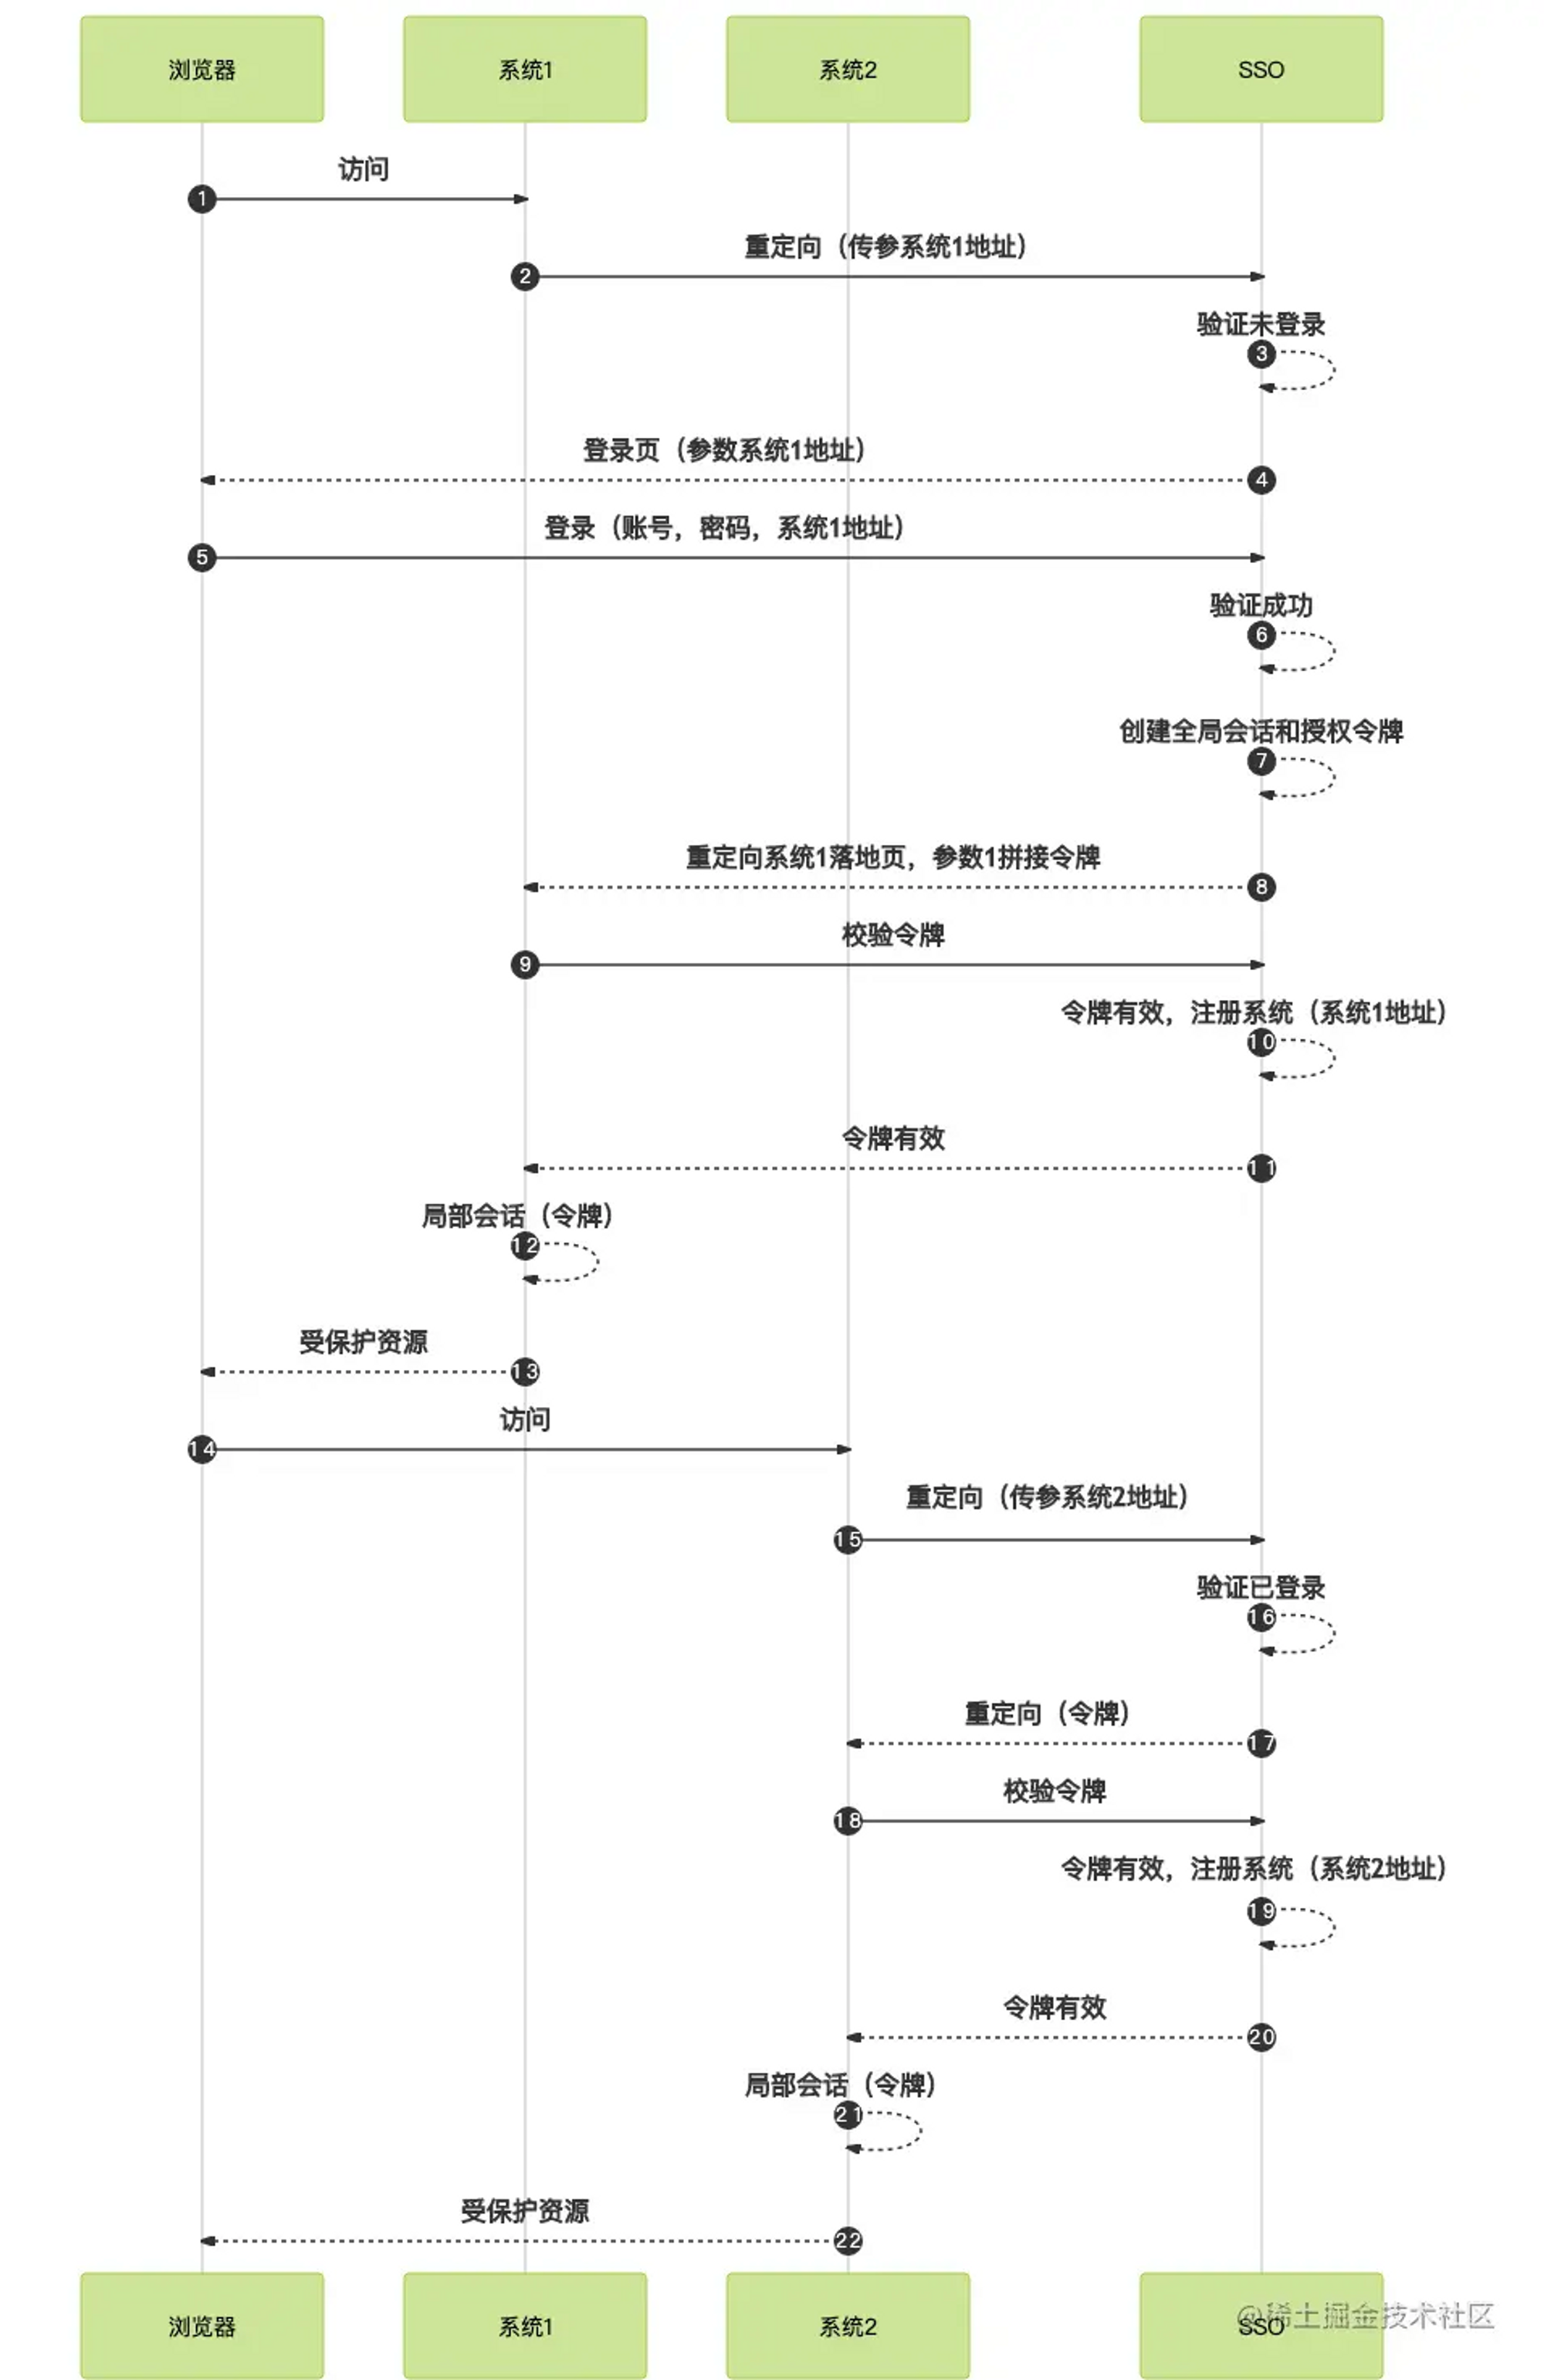 浏览器
系统1
系统2
SSO
访问
1
重定向（传参系统1地址）
2
验证未登录
3
登录页（参数系统1地址）
4
登录（账号，密码，系统1地址）
5
验证成功
6
创建全局会话和授权令牌
7
重定向系统1落地页，参数1拼接令牌
8
校验令牌
9
令牌有效，注册系统（系统1地址）
10
令牌有效
11
局部会话（令牌）
12
受保护资源
13
访问
14
重定向（传参系统2地址）
15
验证已登录
16
重定向（令牌）
17
校验令牌
18
令牌有效，注册系统（系统2地址）
19
令牌有效
20
局部会话（令牌）
21
受保护资源
22
浏览器
系统1
系统2
SSO
@稀土掘金技术社区